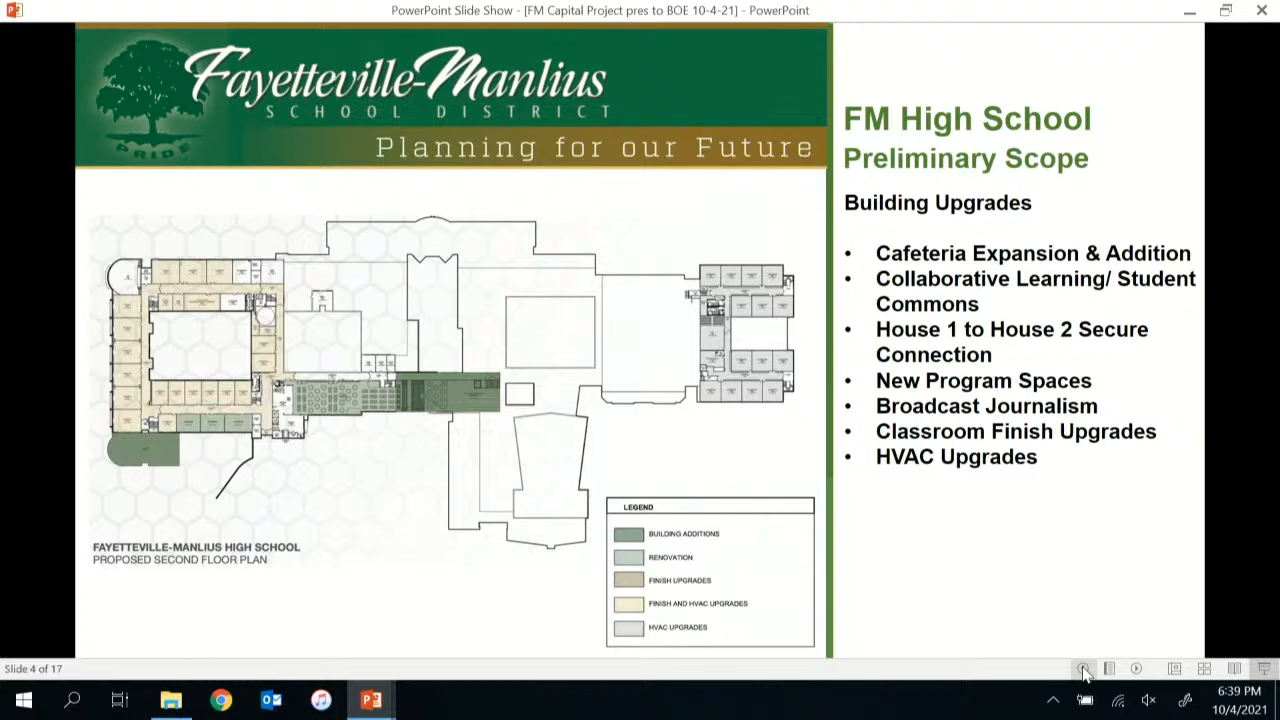 PowerPoint Slide Show - [FM Capital Project pres to BOE 10-4-21] - PowerPoint
Fayetteville-Manlius
SCHOOL DISTRICT
PRIDE
Planning for our Future
FM High School
Preliminary Scope
Building Upgrades
• Cafeteria Expansion & Addition
• Collaborative Learning/ Student
Commons
• House 1 to House 2 Secure
Connection
• New Program Spaces
• Broadcast Journalism
• Classroom Finish Upgrades
• HVAC Upgrades
LEGEND
BUILDING ADDITIONS
RENOVATION
FINISH UPGRADES
FINISH AND HVAC UPGRADES
HVAC UPGRADES
FAYETTEVILLE-MANLIUS HIGH SCHOOL
PROPOSED SECOND FLOOR PLAN
Slide 4 of 17
6:39 PM
10/4/2021